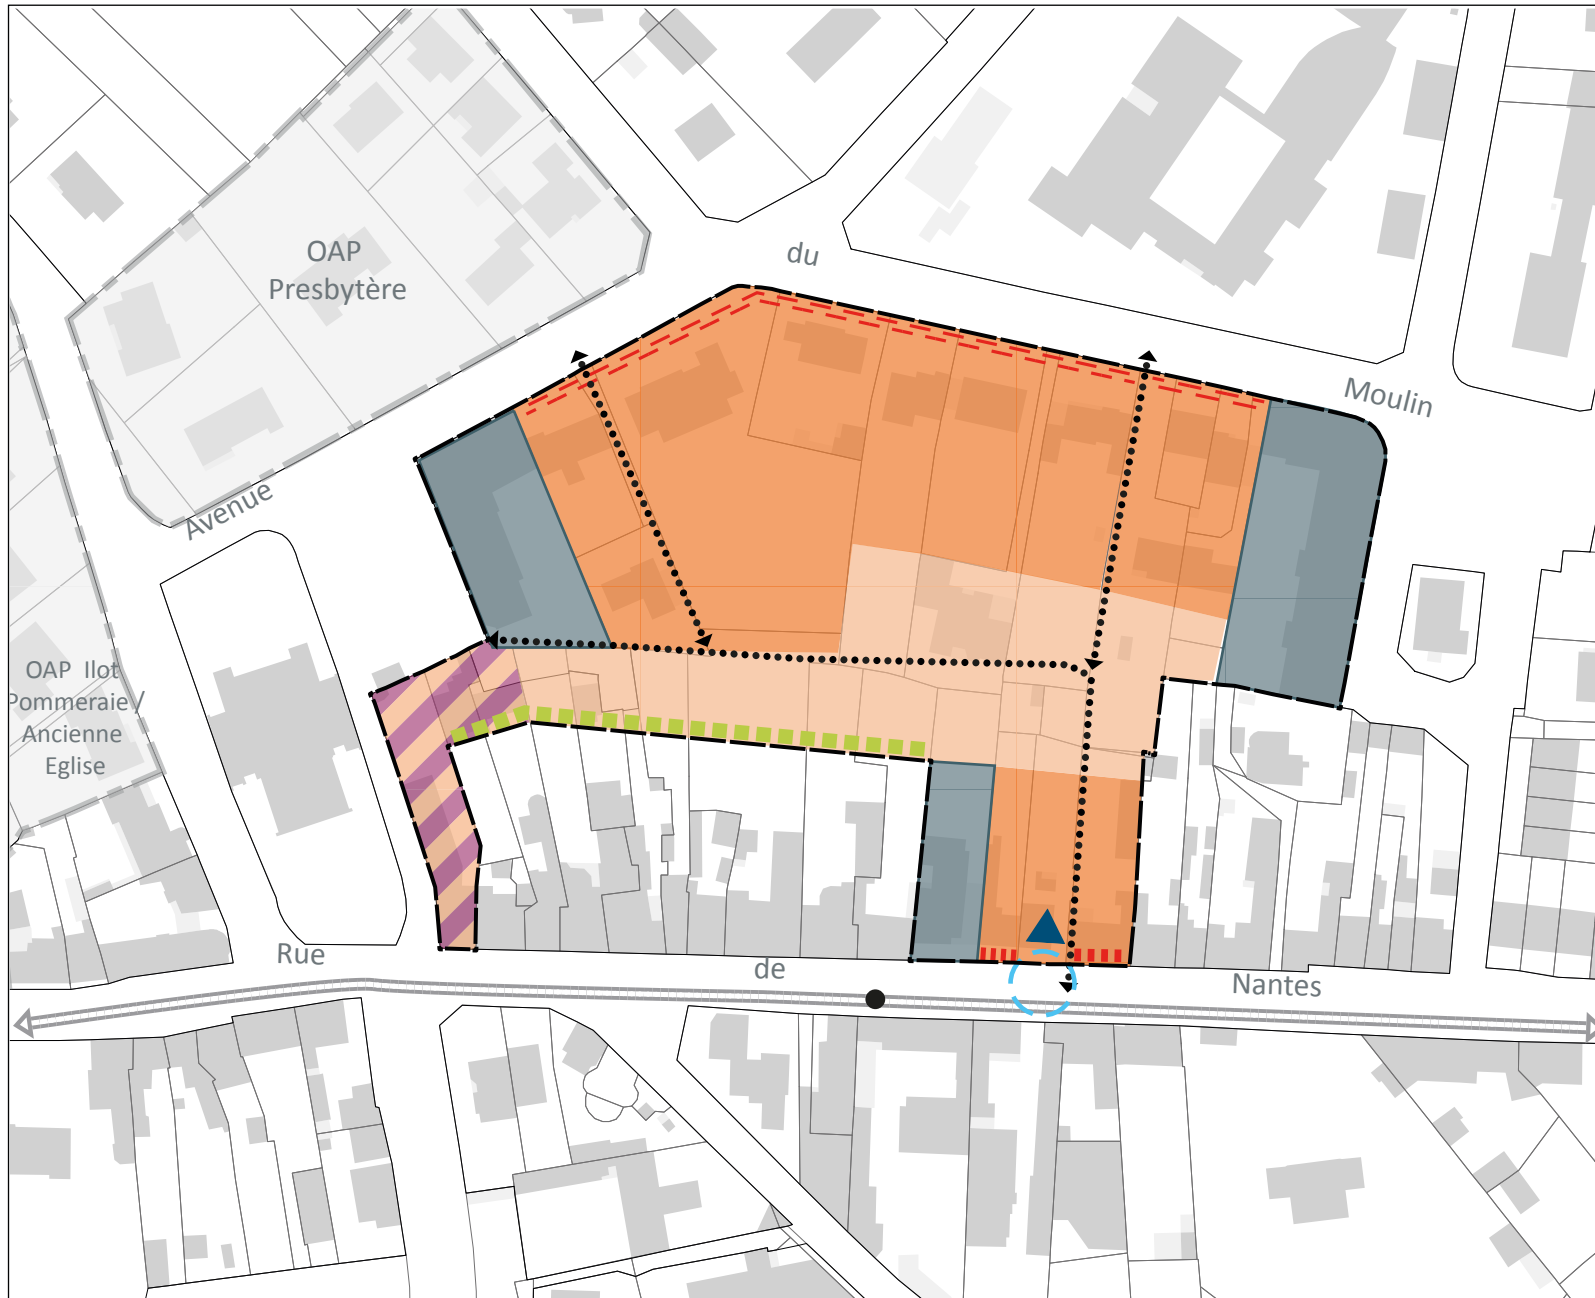 OAP
Presbytère
du
Moulin
Avenue
OAP Ilot
Pommeraie /
Ancienne
Eglise
Rue
de
Nantes